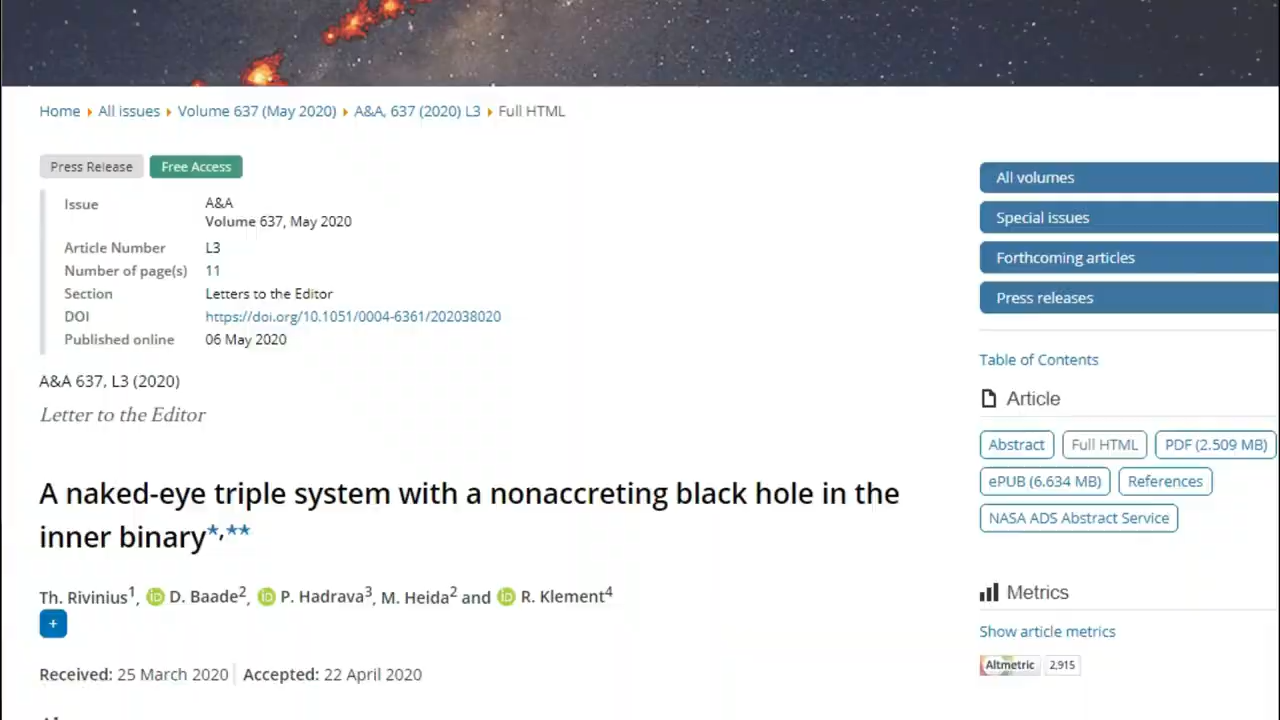 Home All issues Volume 637 (May 2020) A&A, 637 (2020) L3 Full HTML
Press Release Free Access
Issue A&A
Volume 637, May 2020
Article Number L3
Number of page(s) 11
Section Letters to the Editor
DOI https://doi.org/10.1051/0004-6361/202038020
Published online 06 May 2020
A&A 637, L3 (2020)
Letter to the Editor
A naked-eye triple system with a nonaccreting black hole in the
inner binary*,**
Th. Rivinius1, iD D. Baade2, iD P. Hadrava3, M. Heida2 and iD R. Klement4
+
Received: 25 March 2020 Accepted: 22 April 2020
All volumes
Special issues
Forthcoming articles
Press releases
Table of Contents
Article
Abstract Full HTML PDF (2.509 MB)
ePUB (6.634 MB) References
NASA ADS Abstract Service
Metrics
Show article metrics
Altmetric 2,915